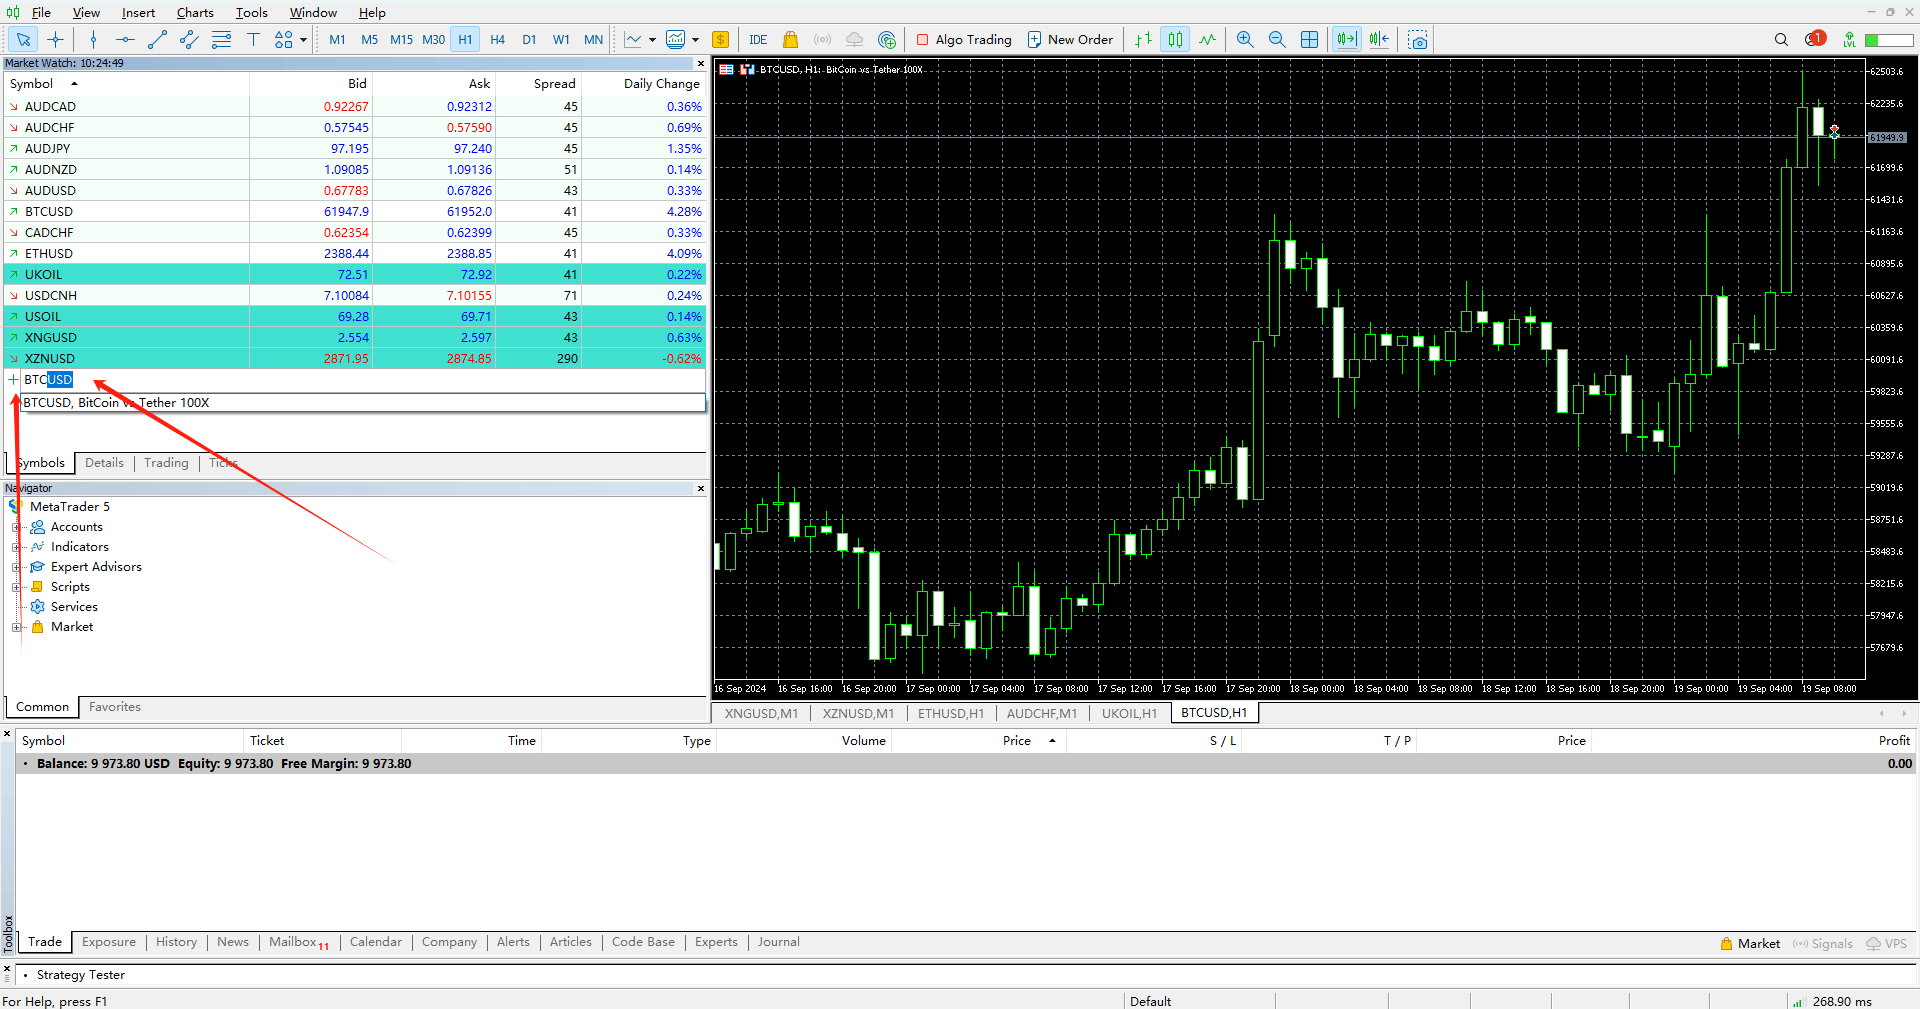 File View Insert Charts Tools Window Help
M1 M5 M15 M30 H1 H4 D1 W1 MN IDE Algo Trading New Order 1 LVL
Market Watch: 10:24:49
Symbol Bid Ask Spread Daily Change
AUDCAD 0.92267 0.92312 45 0.36%
AUDCHF 0.57545 0.57590 45 0.69%
AUDJPY 97.195 97.240 45 1.35%
AUDNZD 1.09085 1.09136 51 0.14%
AUDUSD 0.67783 0.67826 43 0.33%
BTCUSD 61947.9 61952.0 41 4.28%
CADCHF 0.62354 0.62399 45 0.33%
ETHUSD 2388.44 2388.85 41 4.09%
UKOIL 72.51 72.92 41 0.22%
USDCNH 7.10084 7.10155 71 0.24%
USOIL 69.28 69.71 43 0.14%
XNGUSD 2.554 2.597 43 0.63%
XZNUSD 2871.95 2874.85 290 -0.62%
BTCUSD
BTCUSD, BitCoin vs Tether 100X
Symbols Details Trading Ticks
Navigator
MetaTrader 5
Accounts
Indicators
Expert Advisors
Scripts
Services
Market
Common Favorites
BTCUSD, H1: BitCoin vs Tether 100X
62503.6
62235.6
61949.9
61699.6
61431.6
61163.6
60895.6
60627.6
60359.6
60091.6
59823.6
59555.6
59287.6
59019.6
58751.6
58483.6
58215.6
57947.6
57679.6
16 Sep 2024 16 Sep 16:00 16 Sep 20:00 17 Sep 00:00 17 Sep 04:00 17 Sep 08:00 17 Sep 12:00 17 Sep 16:00 17 Sep 20:00 18 Sep 00:00 18 Sep 04:00 18 Sep 08:00 18 Sep 12:00 18 Sep 16:00 18 Sep 20:00 19 Sep 00:00 19 Sep 04:00 19 Sep 08:00
XNGUSD,M1 XZNUSD,M1 ETHUSD,H1 AUDCHF,M1 UKOIL,H1 BTCUSD,H1
Symbol Ticket Time Type Volume Price S / L T / P Price Profit
Balance: 9 973.80 USD Equity: 9 973.80 Free Margin: 9 973.80 0.00
Toolbox
Trade Exposure History News Mailbox 11 Calendar Company Alerts Articles Code Base Experts Journal Market Signals VPS
Strategy Tester
For Help, press F1 Default 268.90 ms